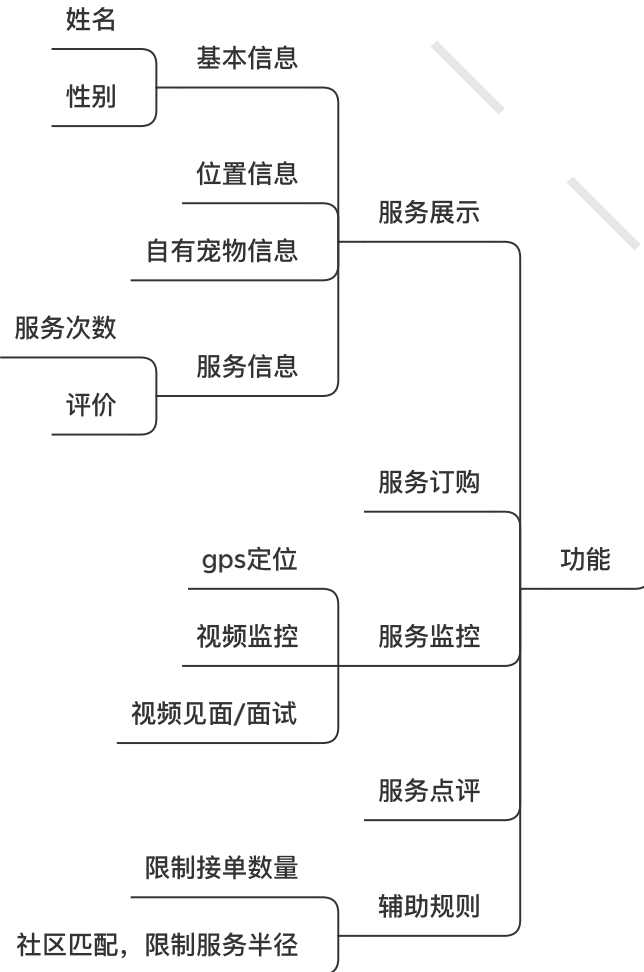 姓名
基本信息
性别
位置信息
服务展示
自有宠物信息
服务次数
服务信息
评价
服务订购
gps定位
功能
视频监控
服务监控
视频见面/面试
服务点评
限制接单数量
辅助规则
社区匹配，限制服务半径